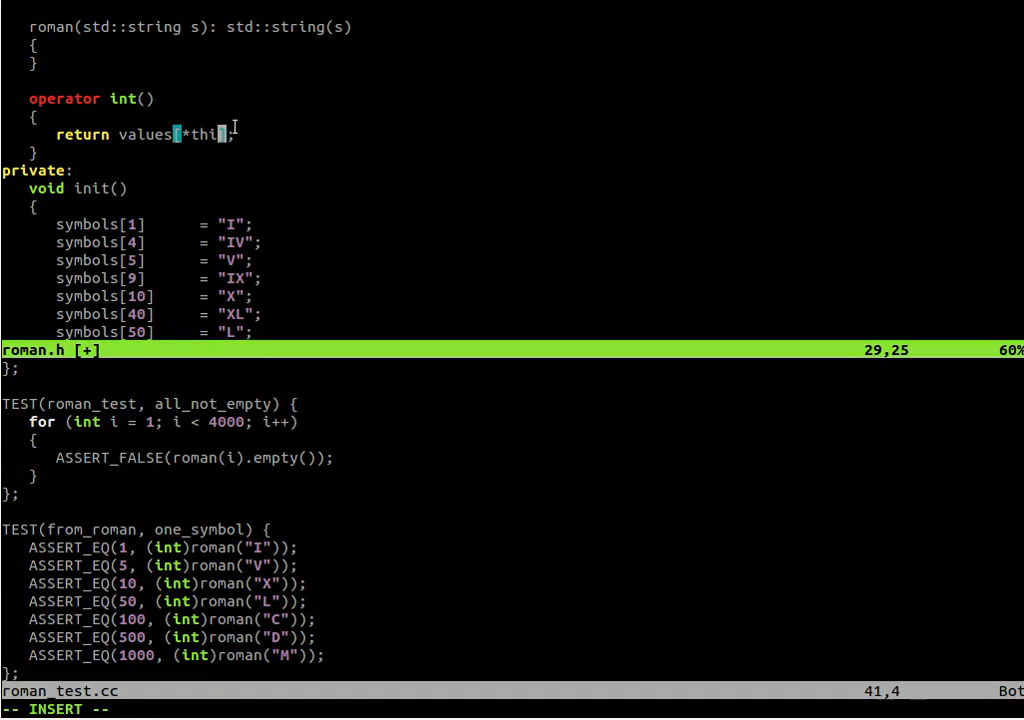 roman(std::string s): std::string(s)
{
}
operator int()
{
return values[*thi];
}
private:
void init()
{
symbols[1] = "I";
symbols[4] = "IV";
symbols[5] = "V";
symbols[9] = "IX";
symbols[10] = "X";
symbols[40] = "XL";
symbols[50] = "L";
roman.h [+] 29,25 60%
};
TEST(roman_test, all_not_empty) {
for (int i = 1; i < 4000; i++)
{
ASSERT_FALSE(roman(i).empty());
}
};
TEST(from_roman, one_symbol) {
ASSERT_EQ(1, (int)roman("I"));
ASSERT_EQ(5, (int)roman("V"));
ASSERT_EQ(10, (int)roman("X"));
ASSERT_EQ(50, (int)roman("L"));
ASSERT_EQ(100, (int)roman("C"));
ASSERT_EQ(500, (int)roman("D"));
ASSERT_EQ(1000, (int)roman("M"));
};
roman_test.cc 41,4 Bot
-- INSERT --